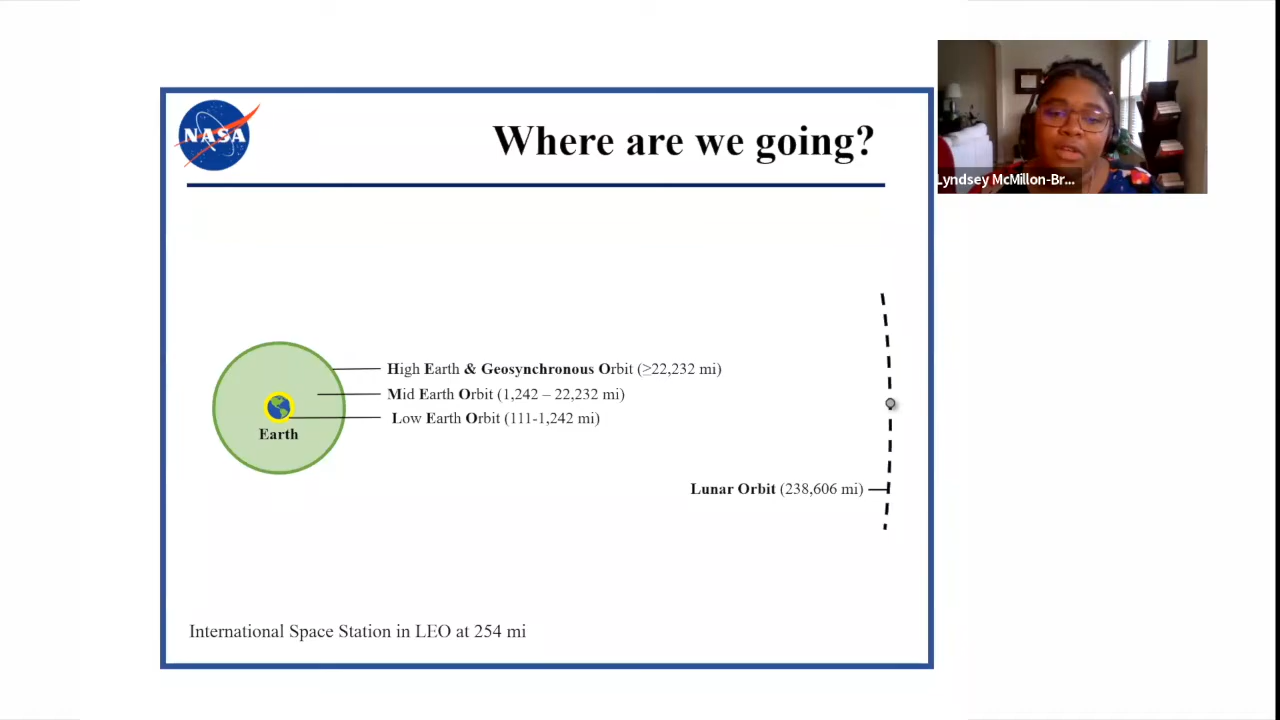 NASA
Where are we going?
Lyndsey McMillon-Br...
High Earth & Geosynchronous Orbit (≥22,232 mi)
Mid Earth Orbit (1,242 – 22,232 mi)
Low Earth Orbit (111-1,242 mi)
Earth
Lunar Orbit (238,606 mi)
International Space Station in LEO at 254 mi